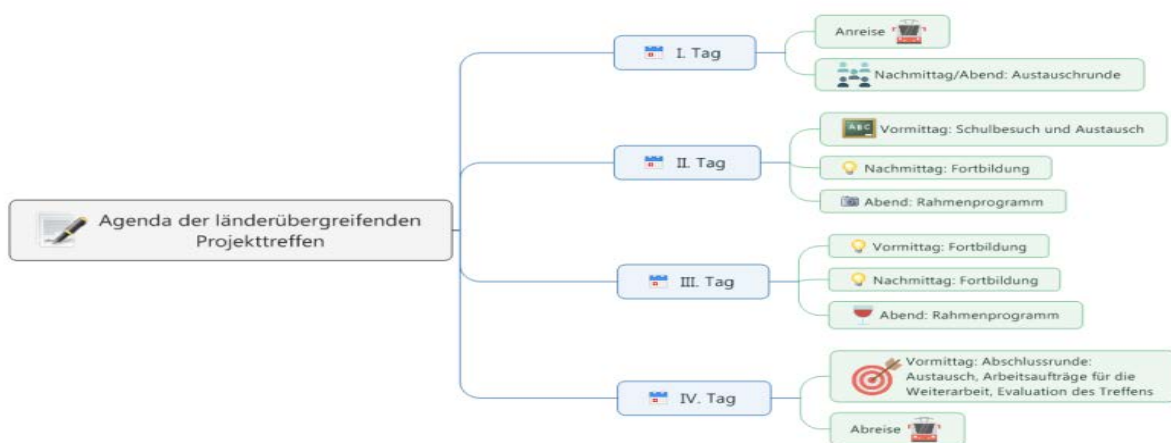 Agenda der länderübergreifenden
Projekttreffen
I. Tag
Anreise
Nachmittag/Abend: Austauschrunde
II. Tag
ABC
Vormittag: Schulbesuch und Austausch
Nachmittag: Fortbildung
Abend: Rahmenprogramm
III. Tag
Vormittag: Fortbildung
Nachmittag: Fortbildung
Abend: Rahmenprogramm
IV. Tag
Vormittag: Abschlussrunde:
Austausch, Arbeitsaufträge für die
Weiterarbeit, Evaluation des Treffens
Abreise